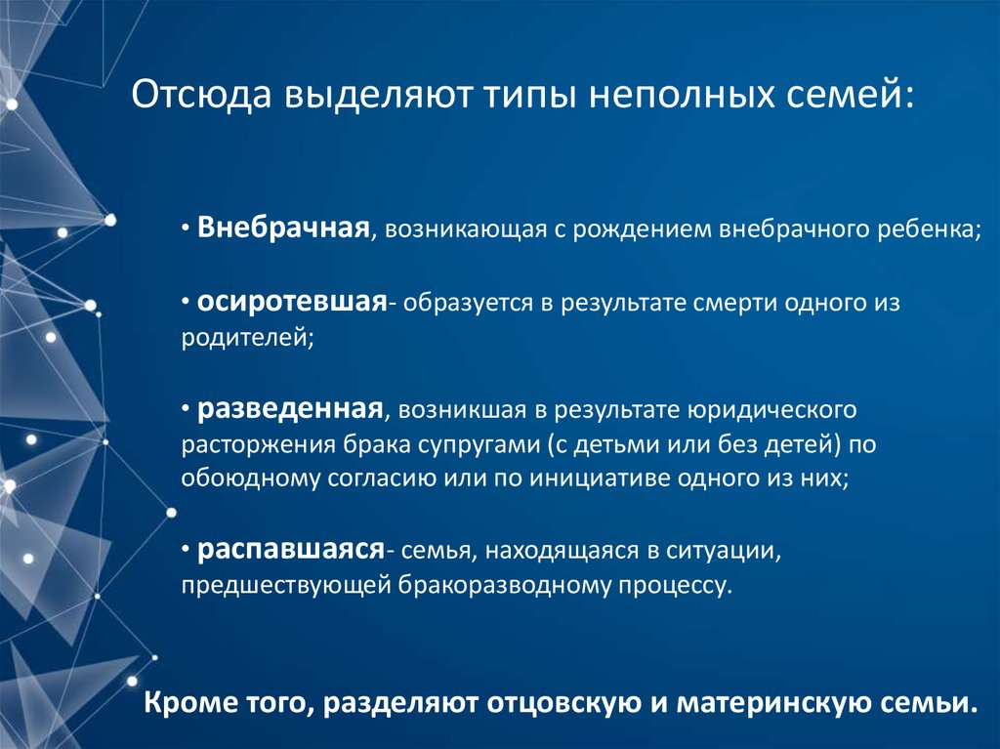 Отсюда выделяют типы неполных семей:
• Внебрачная, возникающая с рождением внебрачного ребенка;
• осиротевшая- образуется в результате смерти одного из
родителей;
• разведенная, возникшая в результате юридического
расторжения брака супругами (с детьми или без детей) по
обоюдному согласию или по инициативе одного из них;
• распавшаяся- семья, находящаяся в ситуации,
предшествующей бракоразводному процессу.
Кроме того, разделяют отцовскую и материнскую семьи.